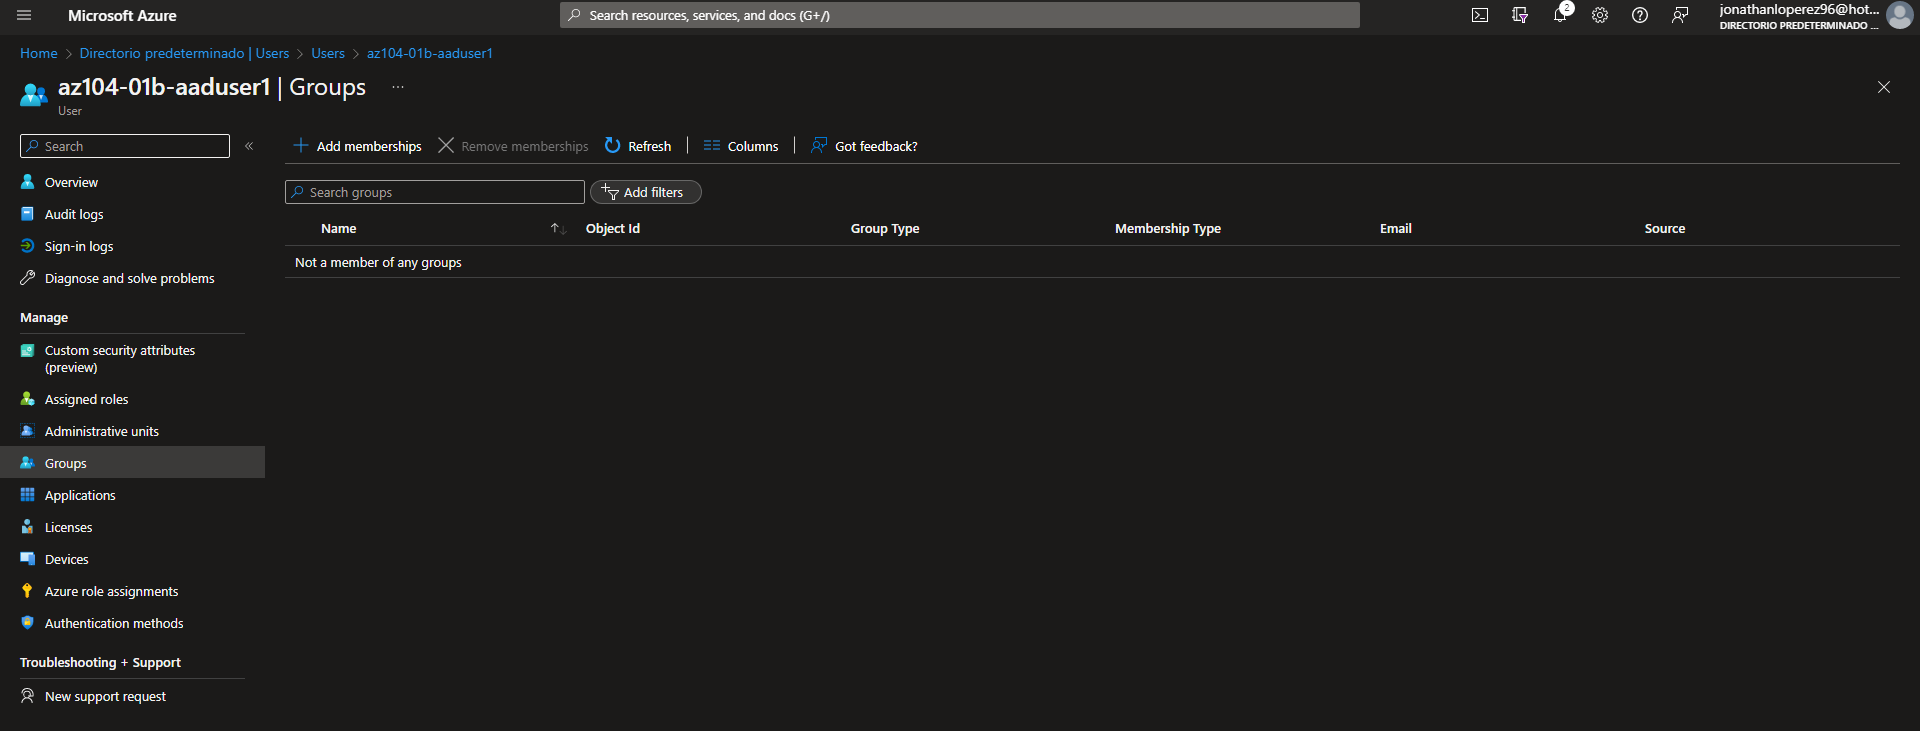 Microsoft Azure
Search resources, services, and docs (G+/)
2
jonathanloperez96@hot...
DIRECTORIO PREDETERMINADO ...
Home > Directorio predeterminado | Users > Users > az104-01b-aaduser1
az104-01b-aaduser1 | Groups ...
User
Search
Overview
Audit logs
Sign-in logs
Diagnose and solve problems
Manage
Custom security attributes
(preview)
Assigned roles
Administrative units
Groups
Applications
Licenses
Devices
Azure role assignments
Authentication methods
Troubleshooting + Support
New support request
Add memberships Remove memberships Refresh Columns Got feedback?
Search groups Add filters
Name Object Id Group Type Membership Type Email Source
Not a member of any groups